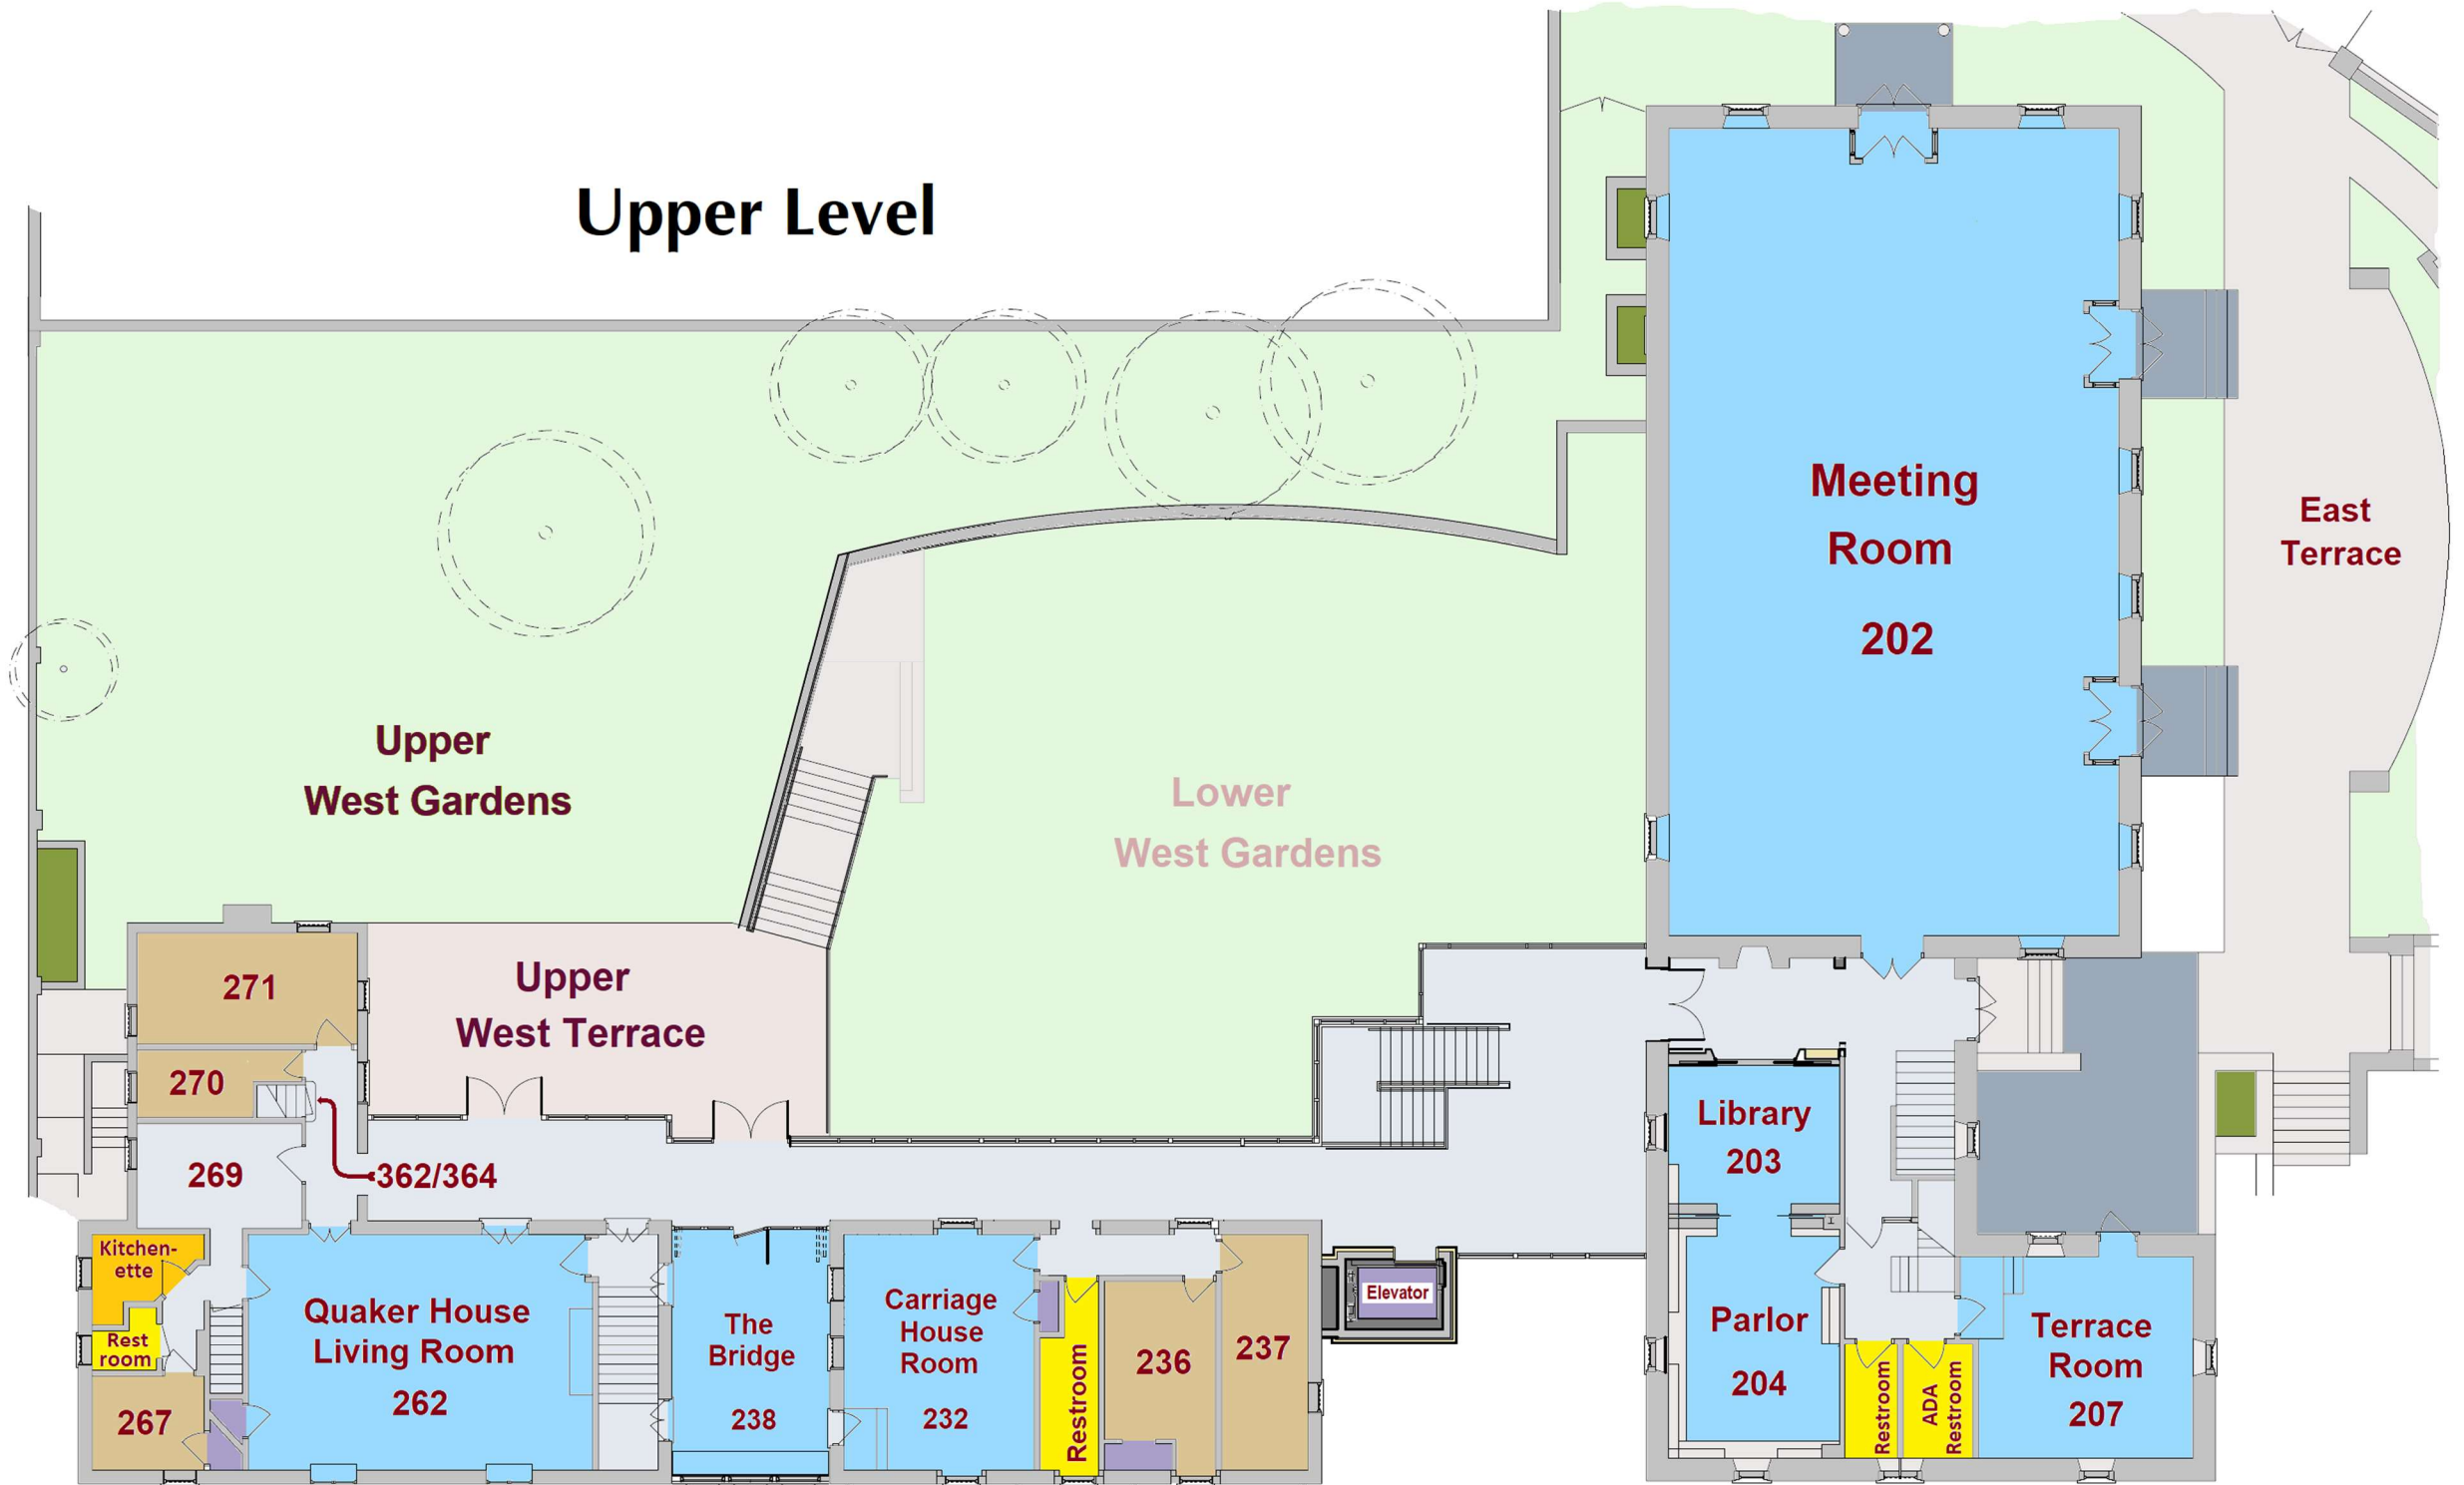 Upper Level
Meeting
Room
202
East
Terrace
Upper
West Gardens
Lower
West Gardens
271
Upper
West Terrace
270
269
362/364
Library
203
Kitchen-
ette
Rest
room
267
Quaker House
Living Room
262
The
Bridge
238
Carriage
House
Room
232
Restroom
236
237
Elevator
Parlor
204
Restroom
ADA
Restroom
Terrace
Room
207